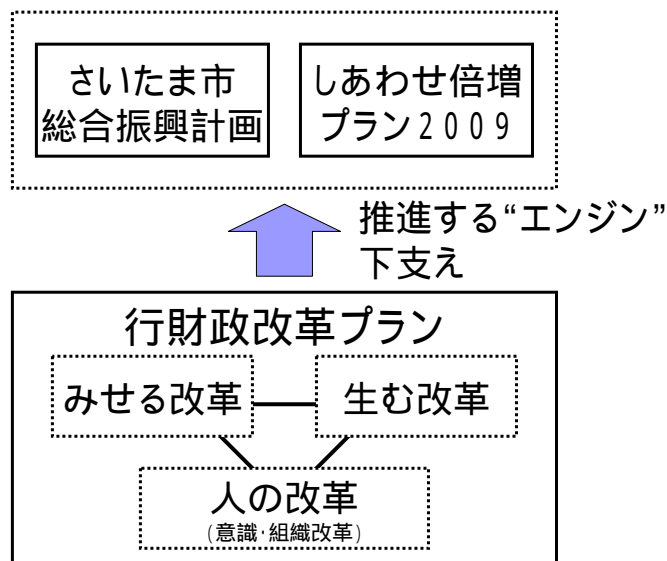 さいたま市
総合振興計画
しあわせ倍増
プラン２００９
推進する“エンジン”
下支え
行財政改革プラン
みせる改革
生む改革
人の改革
(意識・組織改革)